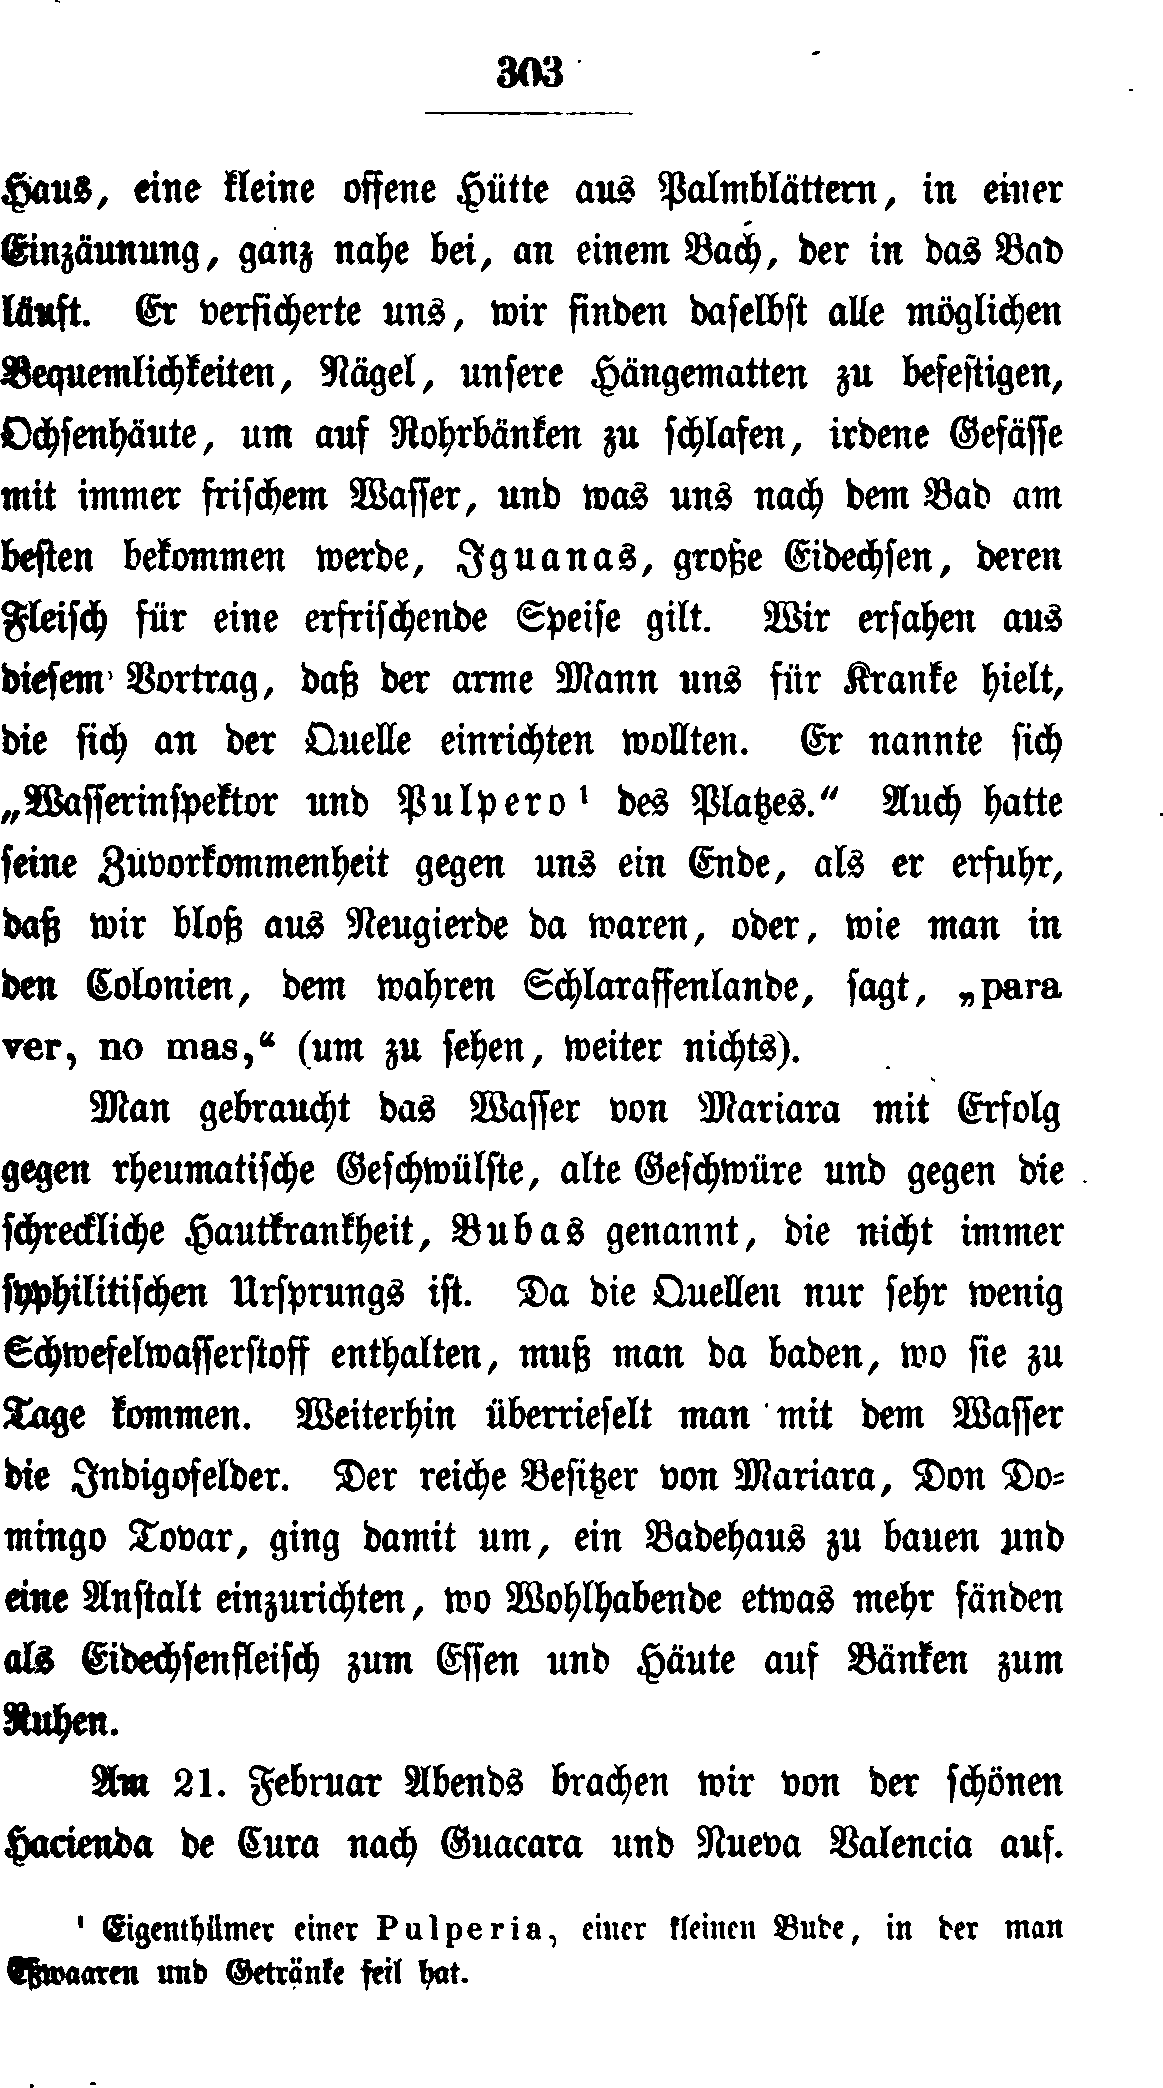 303
Haus, eine kleine offene Hütte aus Palmblättern, in einer
Einzäunung, ganz nahe bei, an einem Bach, der in das Bad
läuft. Er versicherte uns, wir finden daselbst alle möglichen
Bequemlichkeiten, Nägel, unsere Hängematten zu befestigen,
Ochsenhäute, um auf Rohrbänken zu schlafen, irdene Gefässe
mit immer frischem Wasser, und was uns nach dem Bad am
besten bekommen werde, Iguanas, große Eidechsen, deren
Fleisch für eine erfrischende Speise gilt. Wir ersahen aus
diesem Vortrag, daß der arme Mann uns für Kranke hielt,
die sich an der Quelle einrichten wollten. Er nannte sich
„Wasserinspektor und Pulpero¹ des Platzes.“ Auch hatte
seine Zuvorkommenheit gegen uns ein Ende, als er erfuhr,
daß wir bloß aus Neugierde da waren, oder, wie man in
den Colonien, dem wahren Schlaraffenlande, sagt, „para
ver, no mas,“ (um zu sehen, weiter nichts).
Man gebraucht das Wasser von Mariara mit Erfolg
gegen rheumatische Geschwülste, alte Geschwüre und gegen die
schreckliche Hautkrankheit, Bubas genannt, die nicht immer
syphilitischen Ursprungs ist. Da die Quellen nur sehr wenig
Schwefelwasserstoff enthalten, muß man da baden, wo sie zu
Tage kommen. Weiterhin überrieselt man mit dem Wasser
die Indigofelder. Der reiche Besitzer von Mariara, Don Do-
mingo Tovar, ging damit um, ein Badehaus zu bauen und
eine Anstalt einzurichten, wo Wohlhabende etwas mehr fänden
als Eidechsenfleisch zum Essen und Häute auf Bänken zum
Ruhen.
Am 21. Februar Abends brachen wir von der schönen
Hacienda de Cura nach Guacara und Nueva Valencia auf.
¹ Eigenthümer einer Pulperia, einer kleinen Bude, in der man
Eßwaaren und Getränke feil hat.